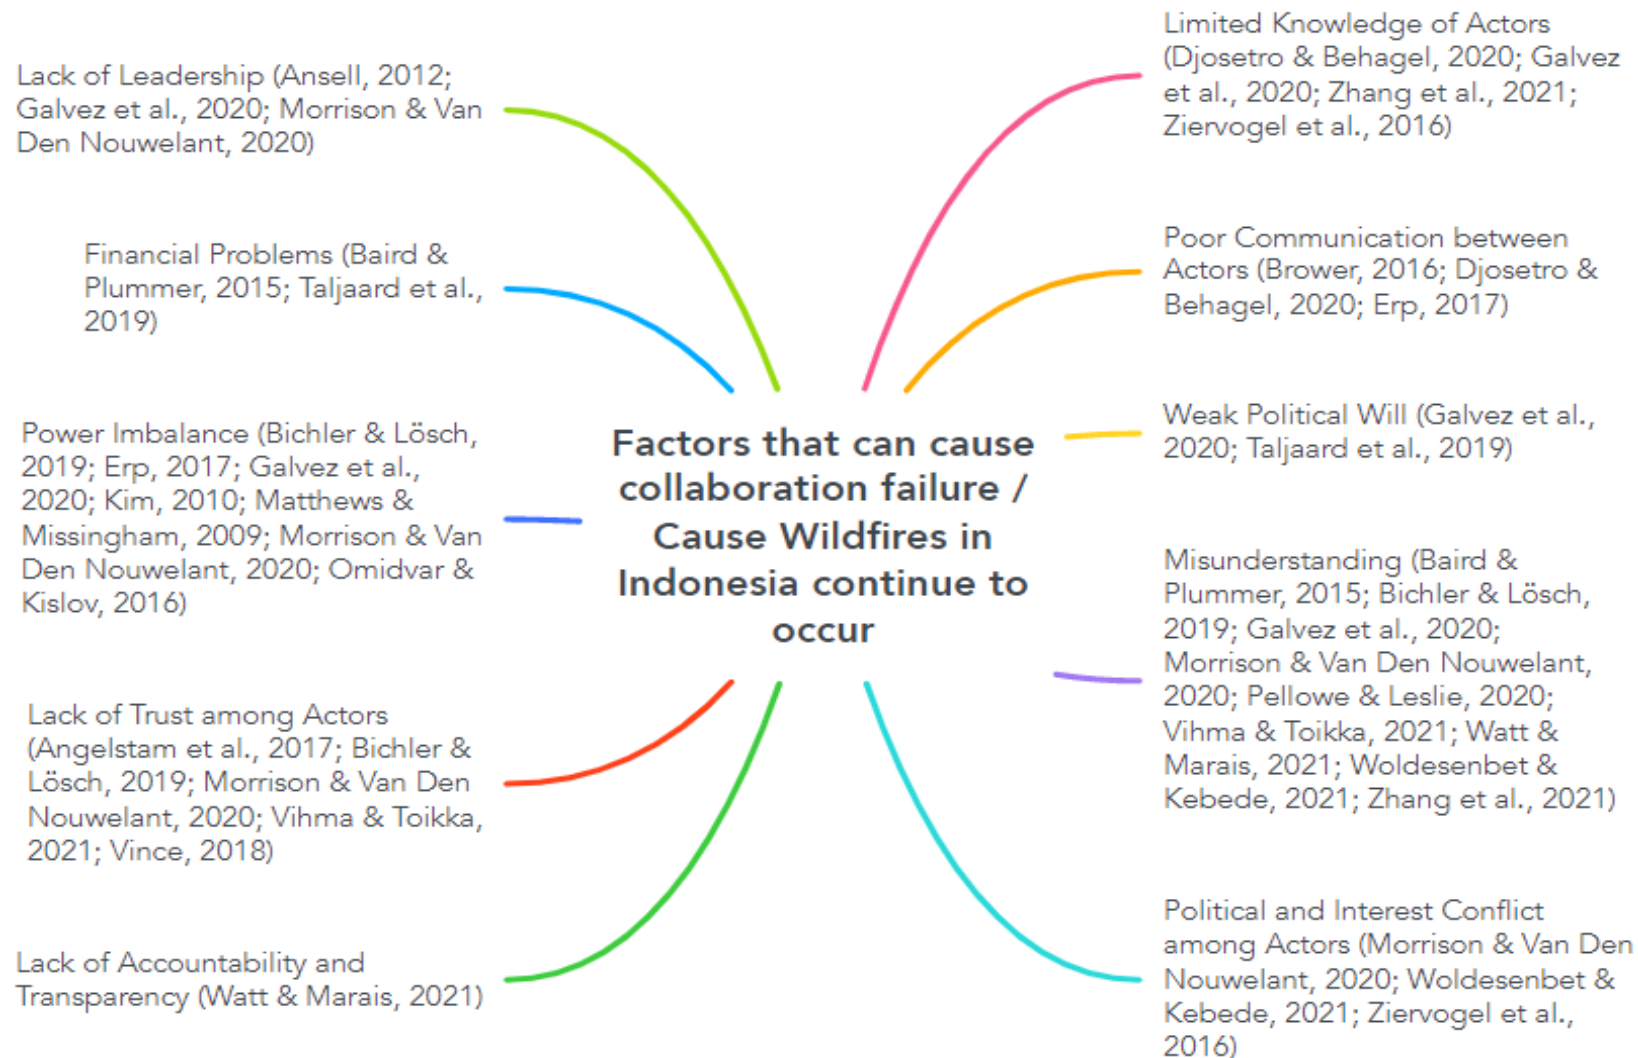 Factors that can cause
collaboration failure /
Cause Wildfires in
Indonesia continue to
occur
Limited Knowledge of Actors
(Djosetro & Behagel, 2020; Galvez
et al., 2020; Zhang et al., 2021;
Ziervogel et al., 2016)
Poor Communication between
Actors (Brower, 2016; Djosetro &
Behagel, 2020; Erp, 2017)
Weak Political Will (Galvez et al.,
2020; Taljaard et al., 2019)
Misunderstanding (Baird &
Plummer, 2015; Bichler & Lösch,
2019; Galvez et al., 2020;
Morrison & Van Den Nouwelant,
2020; Pellowe & Leslie, 2020;
Vihma & Toikka, 2021; Watt &
Marais, 2021; Woldesenbet &
Kebede, 2021; Zhang et al., 2021)
Political and Interest Conflict
among Actors (Morrison & Van Den
Nouwelant, 2020; Woldesenbet &
Kebede, 2021; Ziervogel et al.,
2016)
Lack of Leadership (Ansell, 2012;
Galvez et al., 2020; Morrison & Van
Den Nouwelant, 2020)
Financial Problems (Baird &
Plummer, 2015; Taljaard et al.,
2019)
Power Imbalance (Bichler & Lösch,
2019; Erp, 2017; Galvez et al.,
2020; Kim, 2010; Matthews &
Missingham, 2009; Morrison & Van
Den Nouwelant, 2020; Omidvar &
Kislov, 2016)
Lack of Trust among Actors
(Angelstam et al., 2017; Bichler &
Lösch, 2019; Morrison & Van Den
Nouwelant, 2020; Vihma & Toikka,
2021; Vince, 2018)
Lack of Accountability and
Transparency (Watt & Marais, 2021)